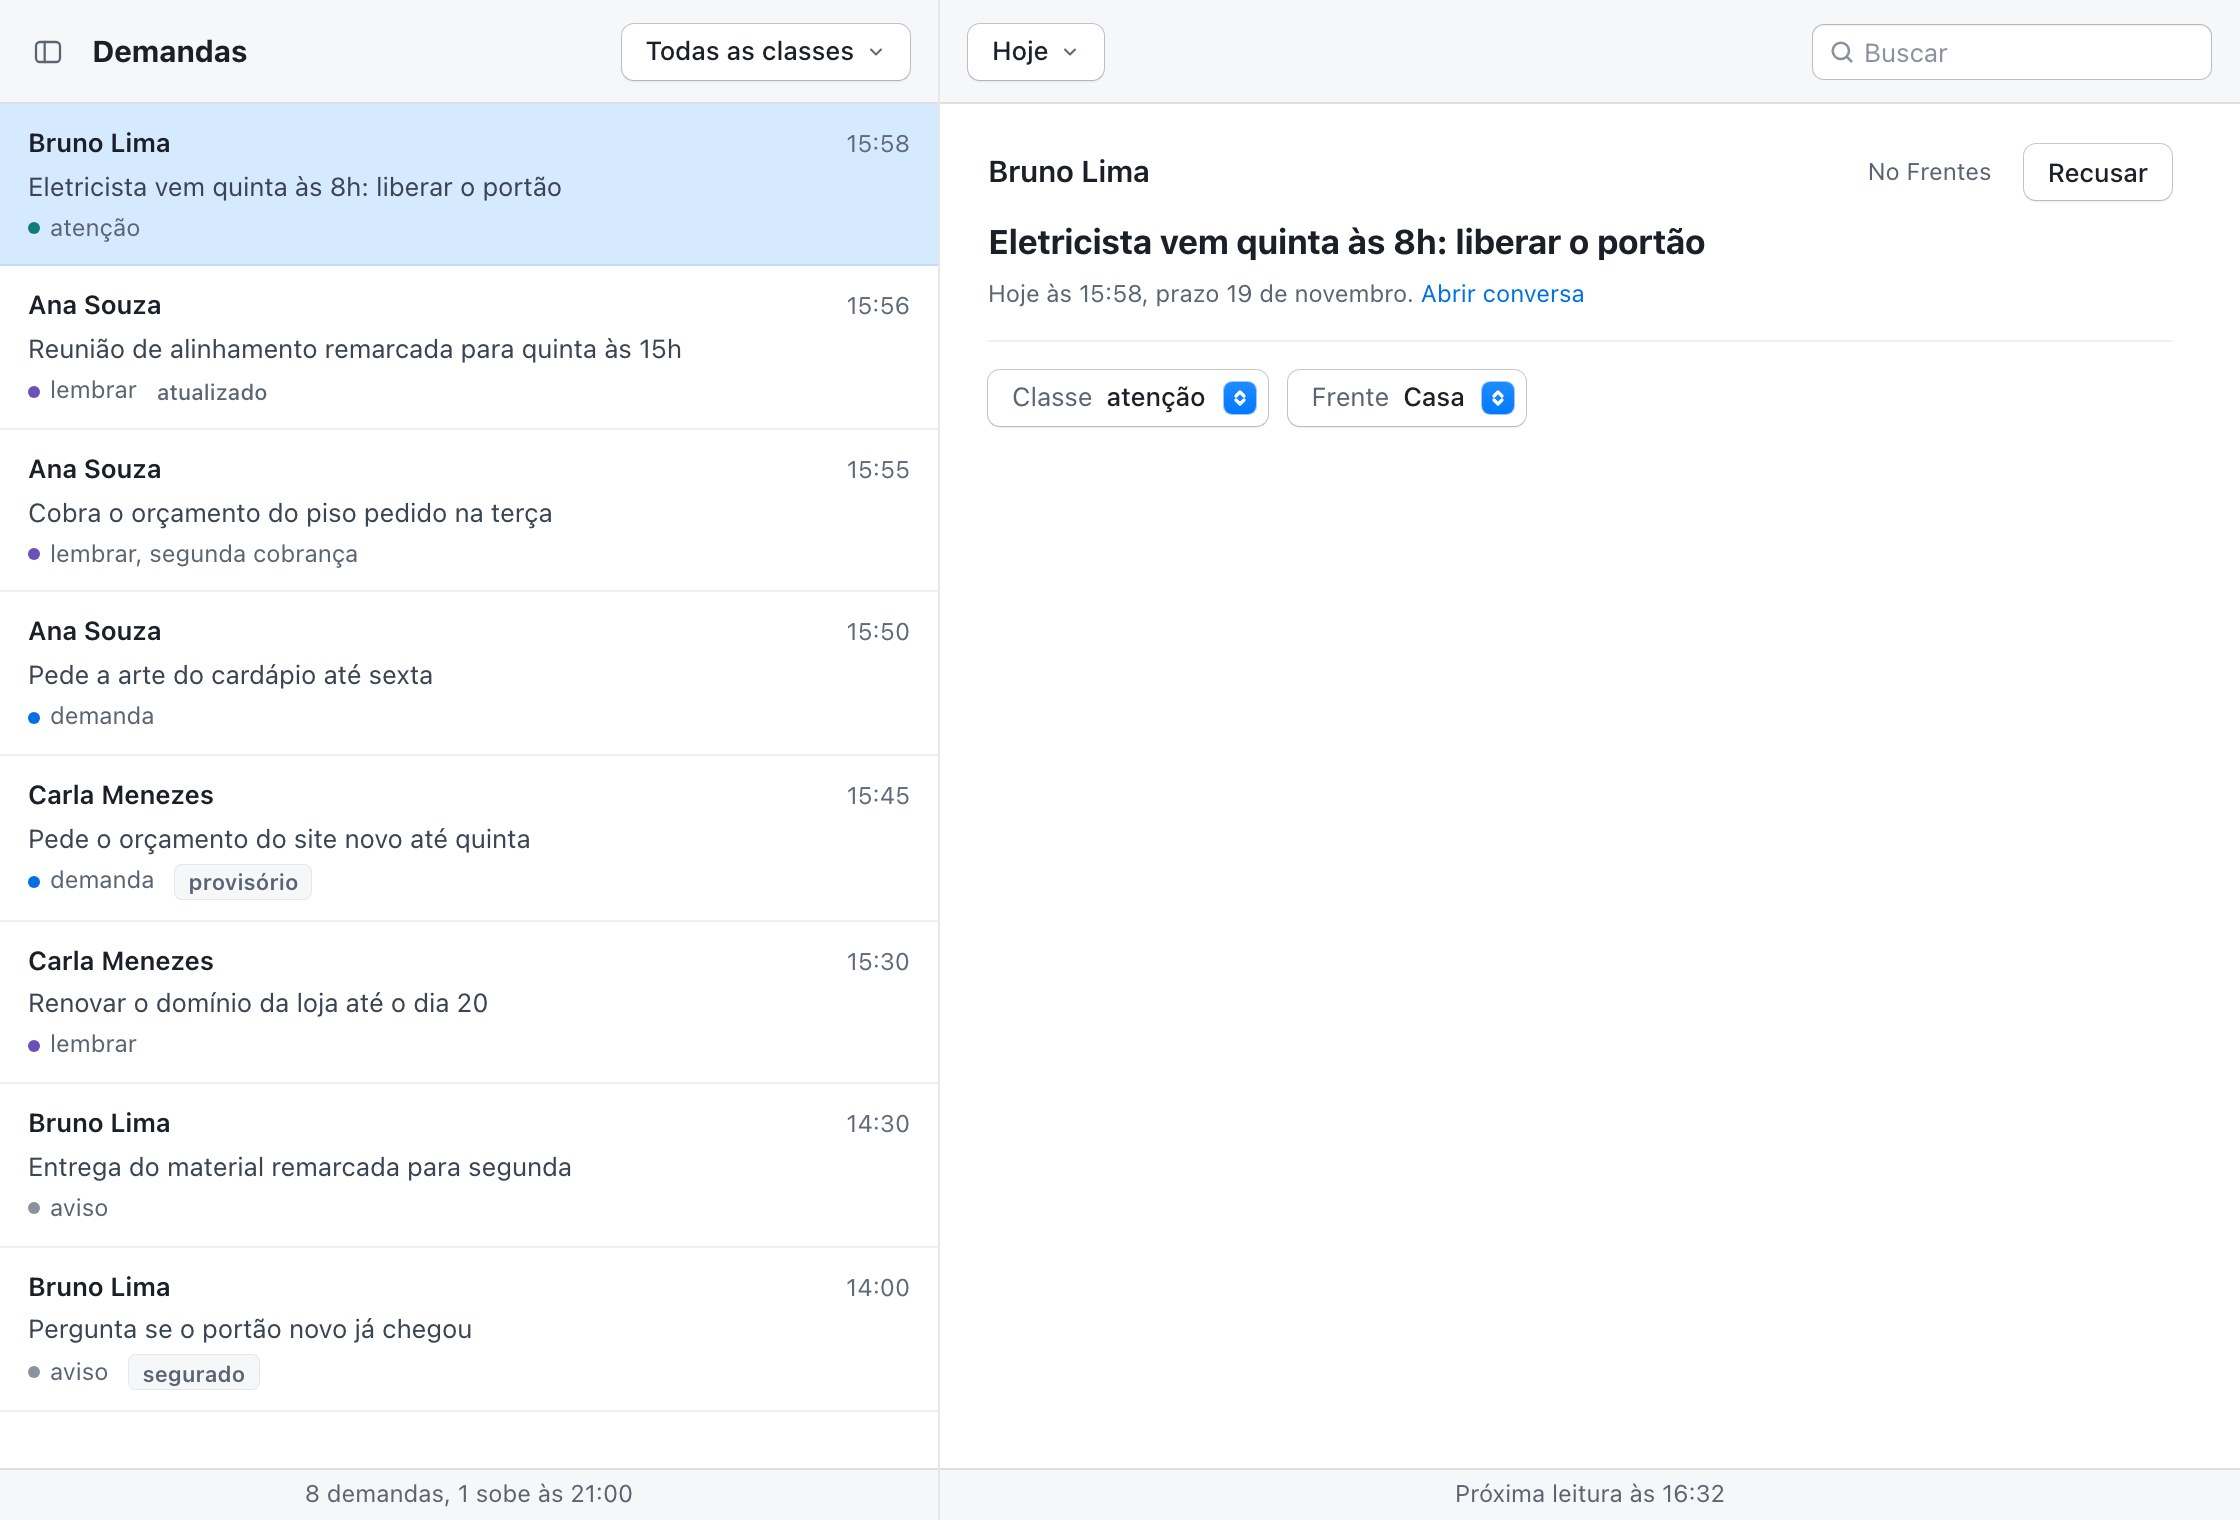 Demandas
Todas as classes
Hoje
Buscar
Bruno Lima
15:58
Eletricista vem quinta às 8h: liberar o portão
atenção
Ana Souza
15:56
Reunião de alinhamento remarcada para quinta às 15h
lembrar atualizado
Ana Souza
15:55
Cobra o orçamento do piso pedido na terça
lembrar, segunda cobrança
Ana Souza
15:50
Pede a arte do cardápio até sexta
demanda
Carla Menezes
15:45
Pede o orçamento do site novo até quinta
demanda provisório
Carla Menezes
15:30
Renovar o domínio da loja até o dia 20
lembrar
Bruno Lima
14:30
Entrega do material remarcada para segunda
aviso
Bruno Lima
14:00
Pergunta se o portão novo já chegou
aviso segurado
8 demandas, 1 sobe às 21:00
Bruno Lima
No Frentes
Recusar
Eletricista vem quinta às 8h: liberar o portão
Hoje às 15:58, prazo 19 de novembro. Abrir conversa
Classe atenção
Frente Casa
Próxima leitura às 16:32